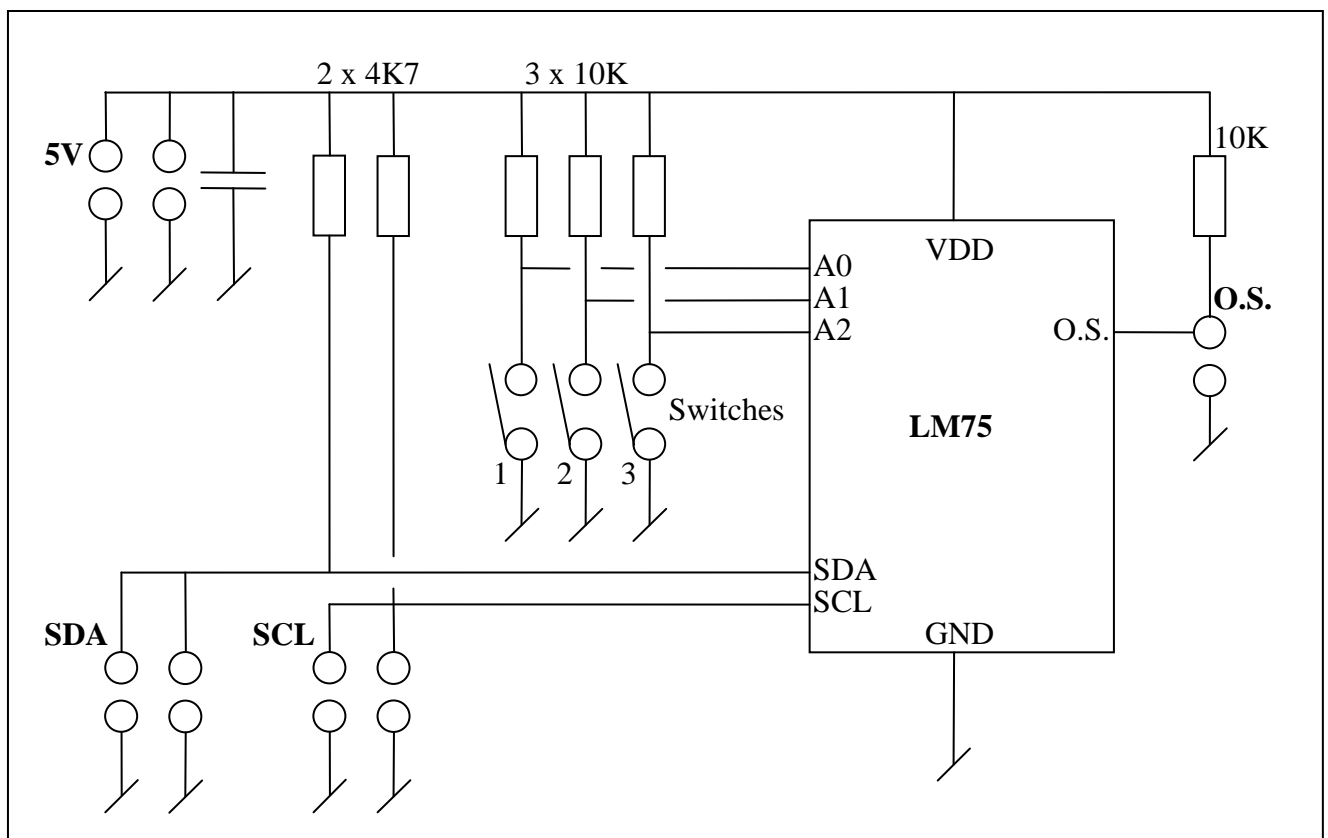 2 x 4K7
3 x 10K
5V
10K
VDD
A0
A1
O.S.
A2
O.S.
Switches
LM75
1
2
3
SDA
SCL
SDA
SCL
GND